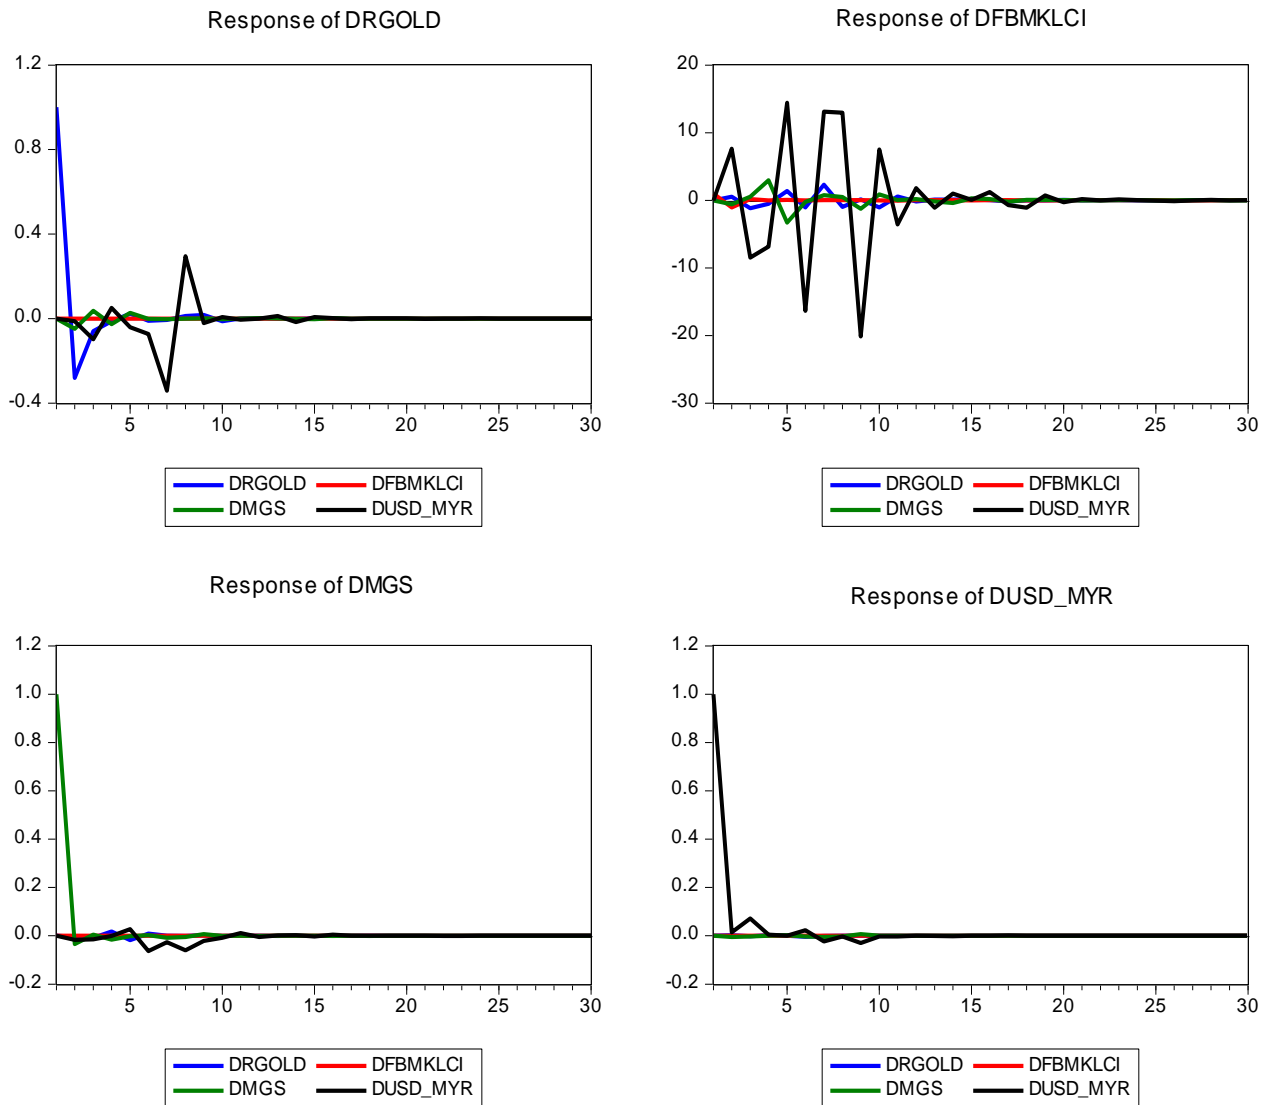 Response of DRGOLD
1.2
0.8
0.4
0.0
-0.4
5 10 15 20 25 30
DRGOLD DFBMKLCI
DMGS DUSD_MYR
Response of DFBMKLCI
20
10
0
-10
-20
-30
5 10 15 20 25 30
DRGOLD DFBMKLCI
DMGS DUSD_MYR
Response of DMGS
1.2
1.0
0.8
0.6
0.4
0.2
0.0
-0.2
5 10 15 20 25 30
DRGOLD DFBMKLCI
DMGS DUSD_MYR
Response of DUSD_MYR
1.2
1.0
0.8
0.6
0.4
0.2
0.0
-0.2
5 10 15 20 25 30
DRGOLD DFBMKLCI
DMGS DUSD_MYR